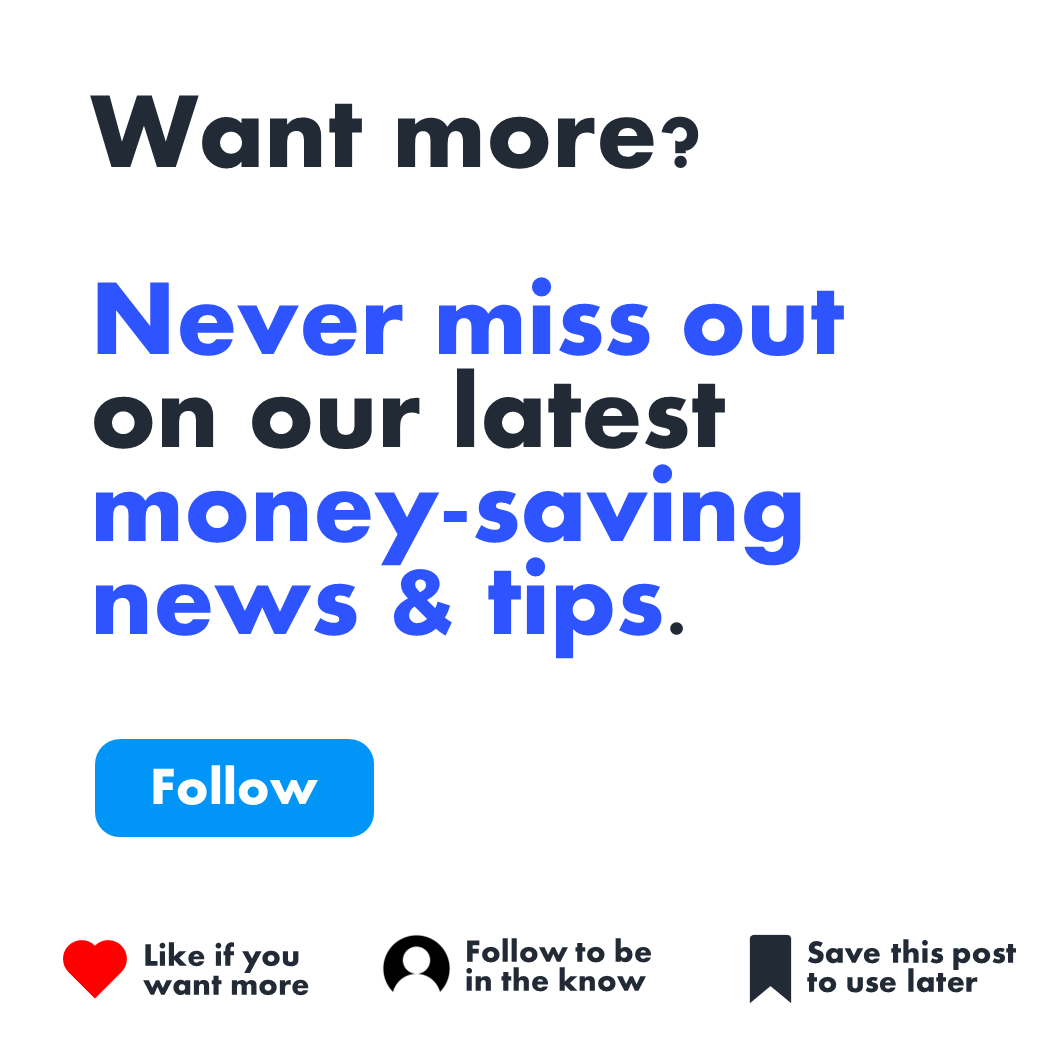 Want more?
Never miss out
on our latest
money-saving
news & tips.
Follow
Like if you
want more
Follow to be
in the know
Save this post
to use later